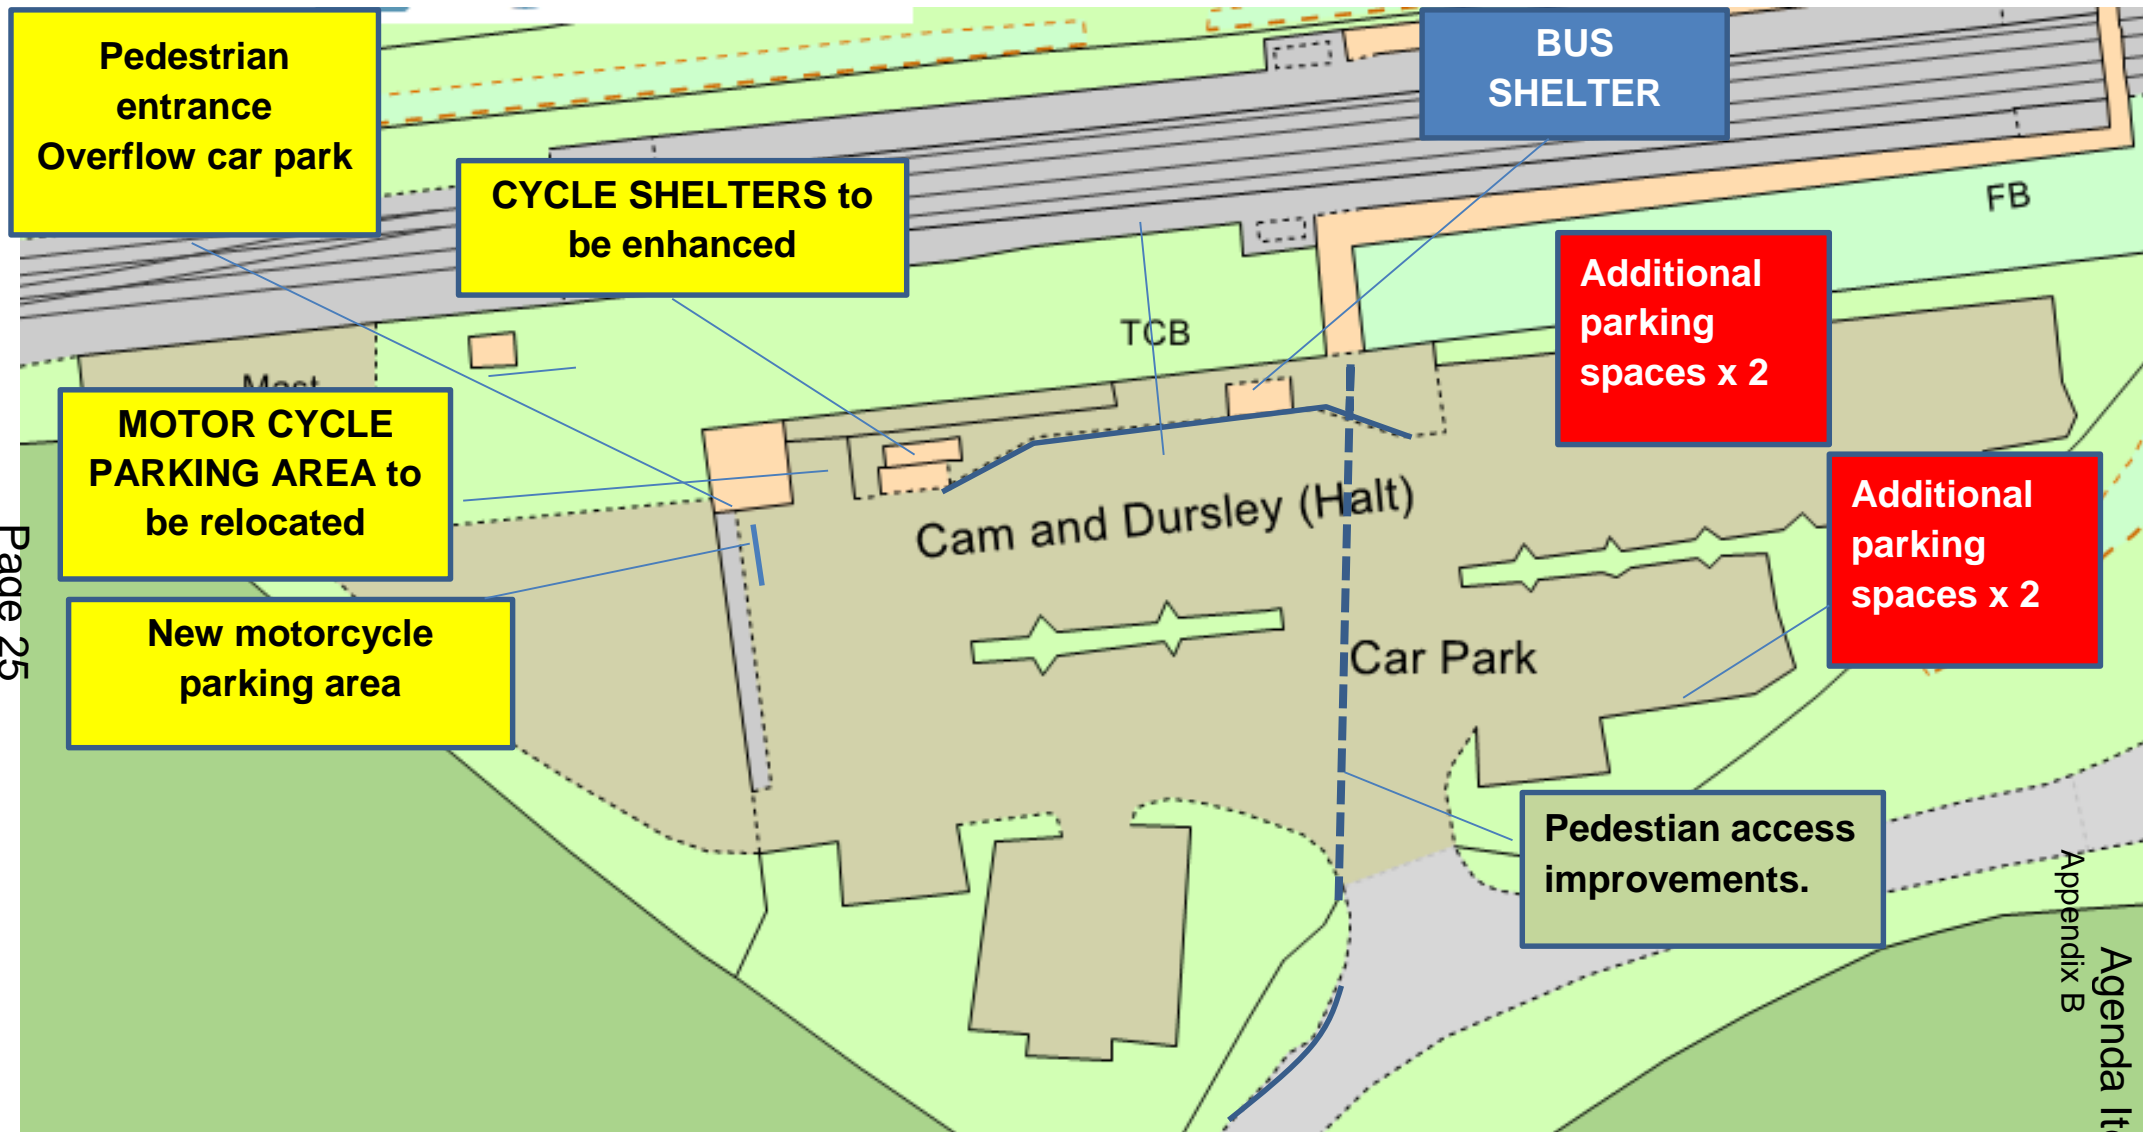 Pedestrian
entrance
Overflow car park
BUS
SHELTER
CYCLE SHELTERS to
be enhanced
FB
Additional
parking
spaces x 2
TCB
Mast
MOTOR CYCLE
PARKING AREA to
be relocated
Cam and Dursley (Halt)
Additional
parking
spaces x 2
Page 25
New motorcycle
parking area
Car Park
Pedestian access
improvements.
Appendix B
Agenda